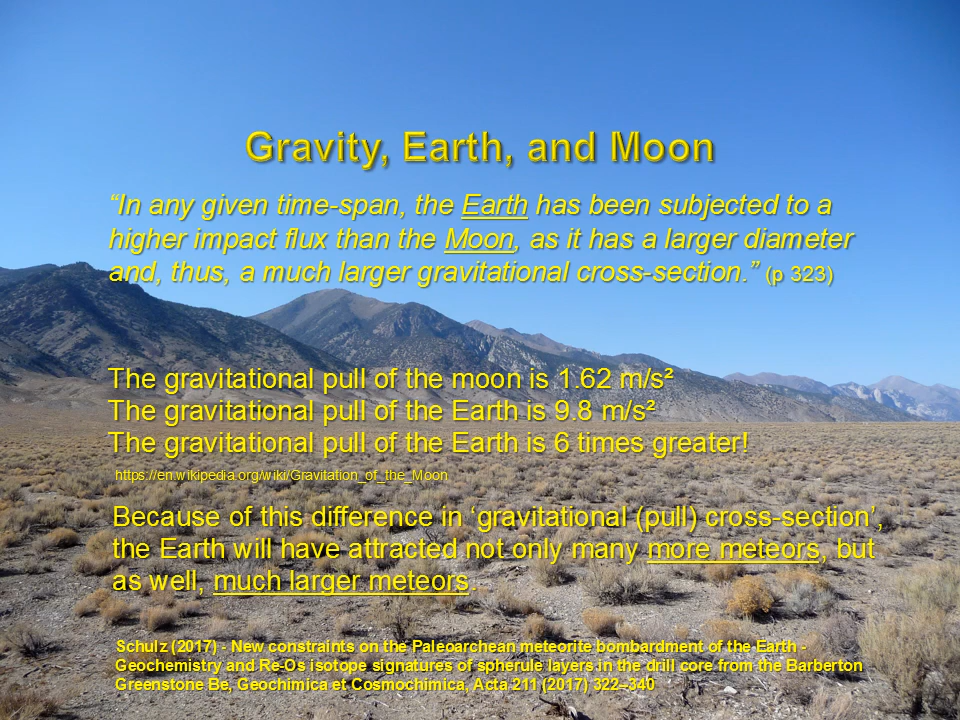 Gravity, Earth, and Moon
“In any given time-span, the Earth has been subjected to a
higher impact flux than the Moon, as it has a larger diameter
and, thus, a much larger gravitational cross-section.” (p 323)
The gravitational pull of the moon is 1.62 m/s²
The gravitational pull of the Earth is 9.8 m/s²
The gravitational pull of the Earth is 6 times greater!
https://en.wikipedia.org/wiki/Gravitation_of_the_Moon
Because of this difference in ‘gravitational (pull) cross-section’,
the Earth will have attracted not only many more meteors, but
as well, much larger meteors.
Schulz (2017) - New constraints on the Paleoarchean meteorite bombardment of the Earth -
Geochemistry and Re-Os isotope signatures of spherule layers in the drill core from the Barberton
Greenstone Be, Geochimica et Cosmochimica, Acta 211 (2017) 322–340